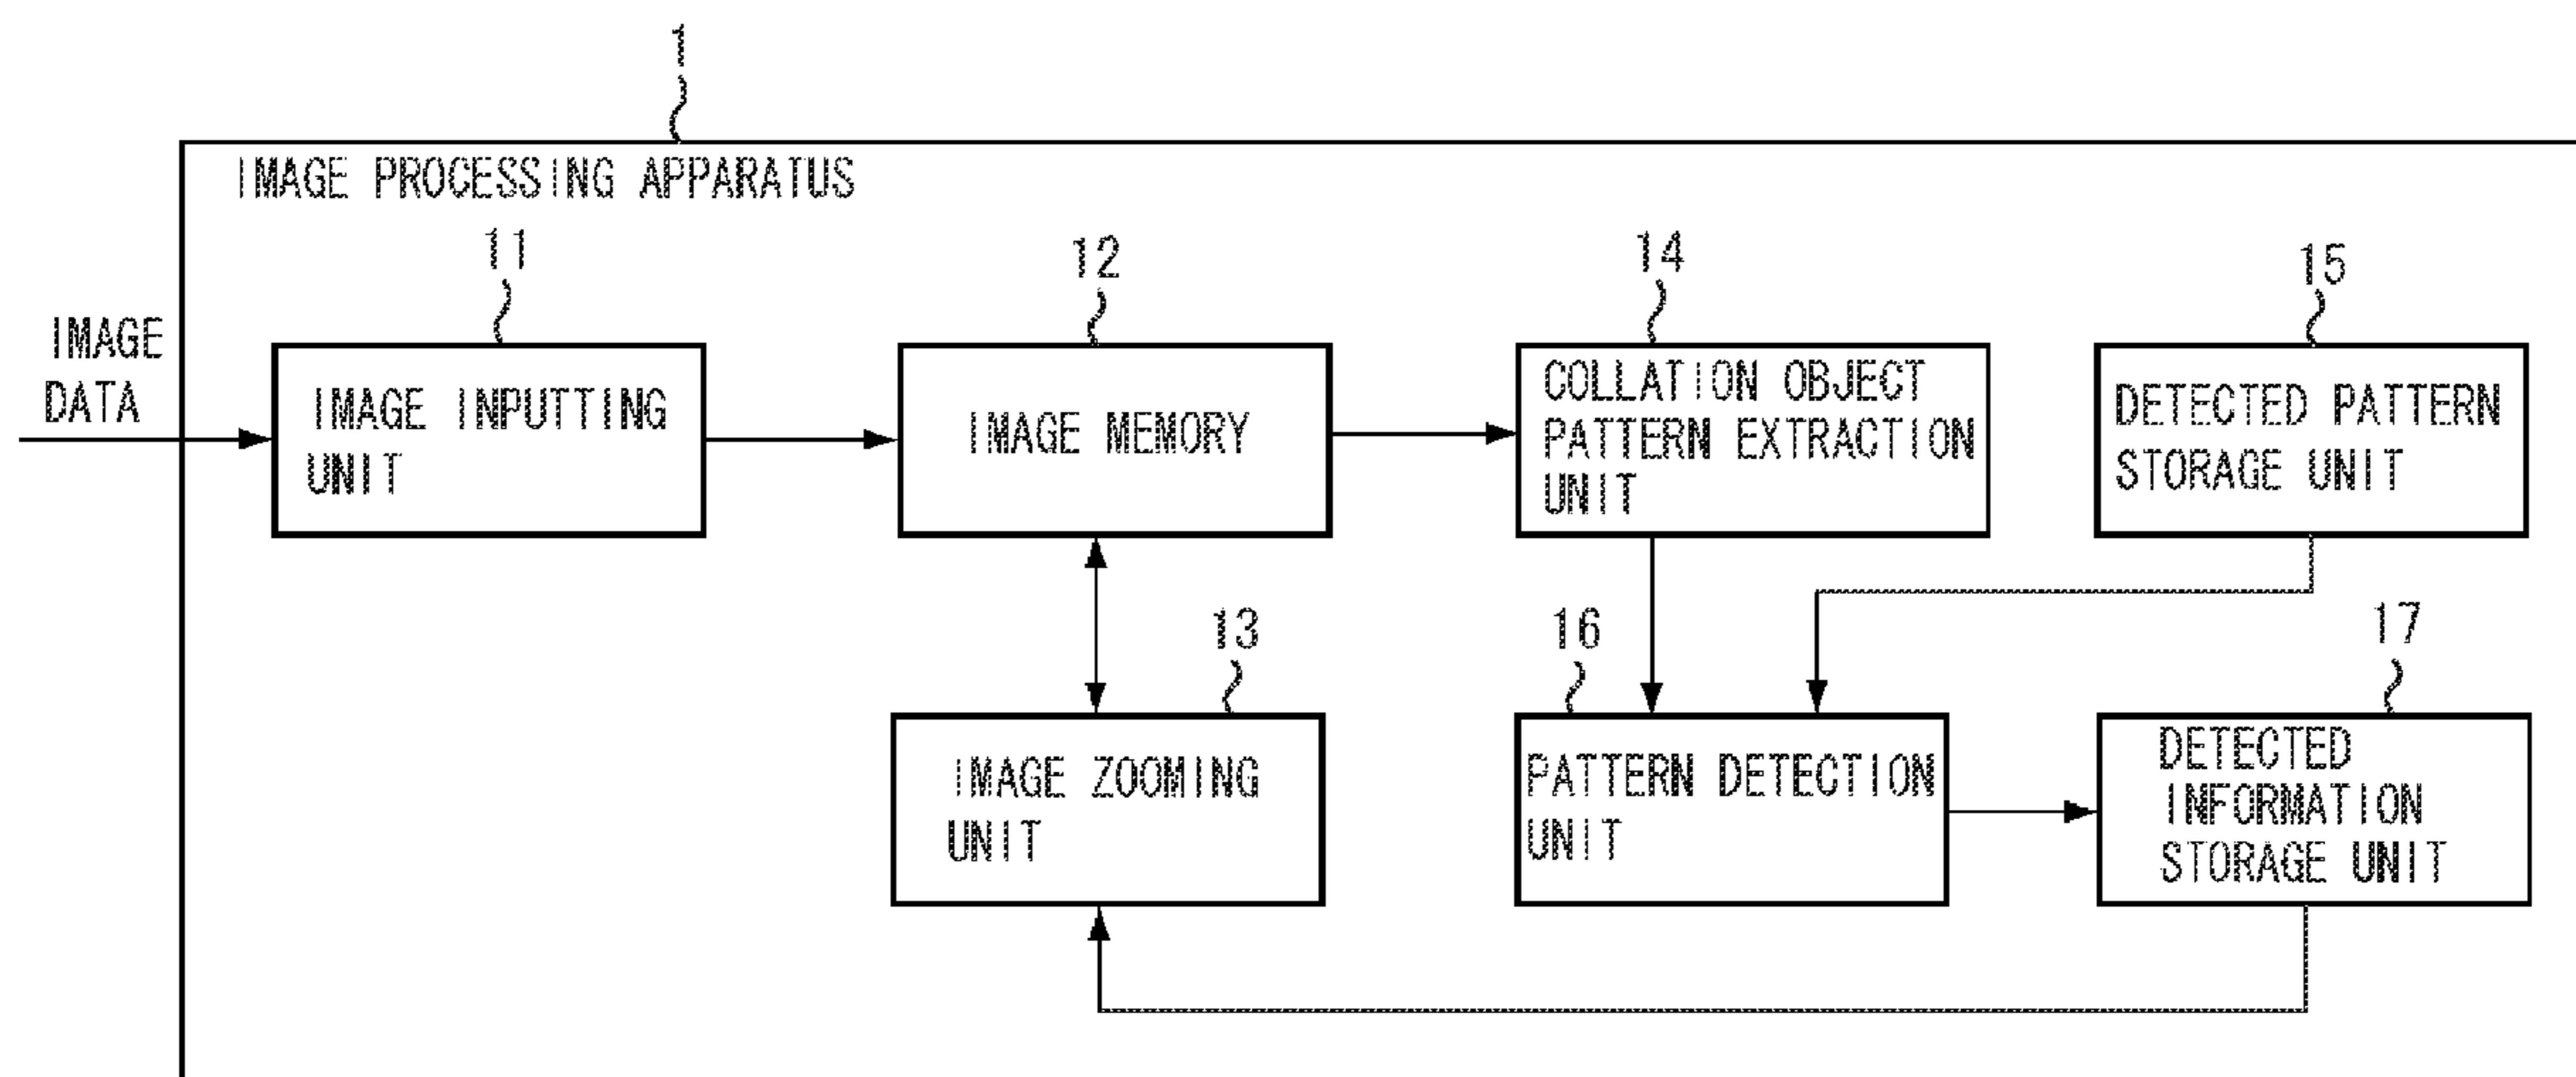 1
IMAGE PROCESSING APPARATUS
11
12
14
15
IMAGE
DATA
IMAGE INPUTTING
UNIT
IMAGE MEMORY
COLLATION OBJECT
PATTERN EXTRACTION
UNIT
DETECTED PATTERN
STORAGE UNIT
13
16
17
IMAGE ZOOMING
UNIT
PATTERN DETECTION
UNIT
DETECTED
INFORMATION
STORAGE UNIT